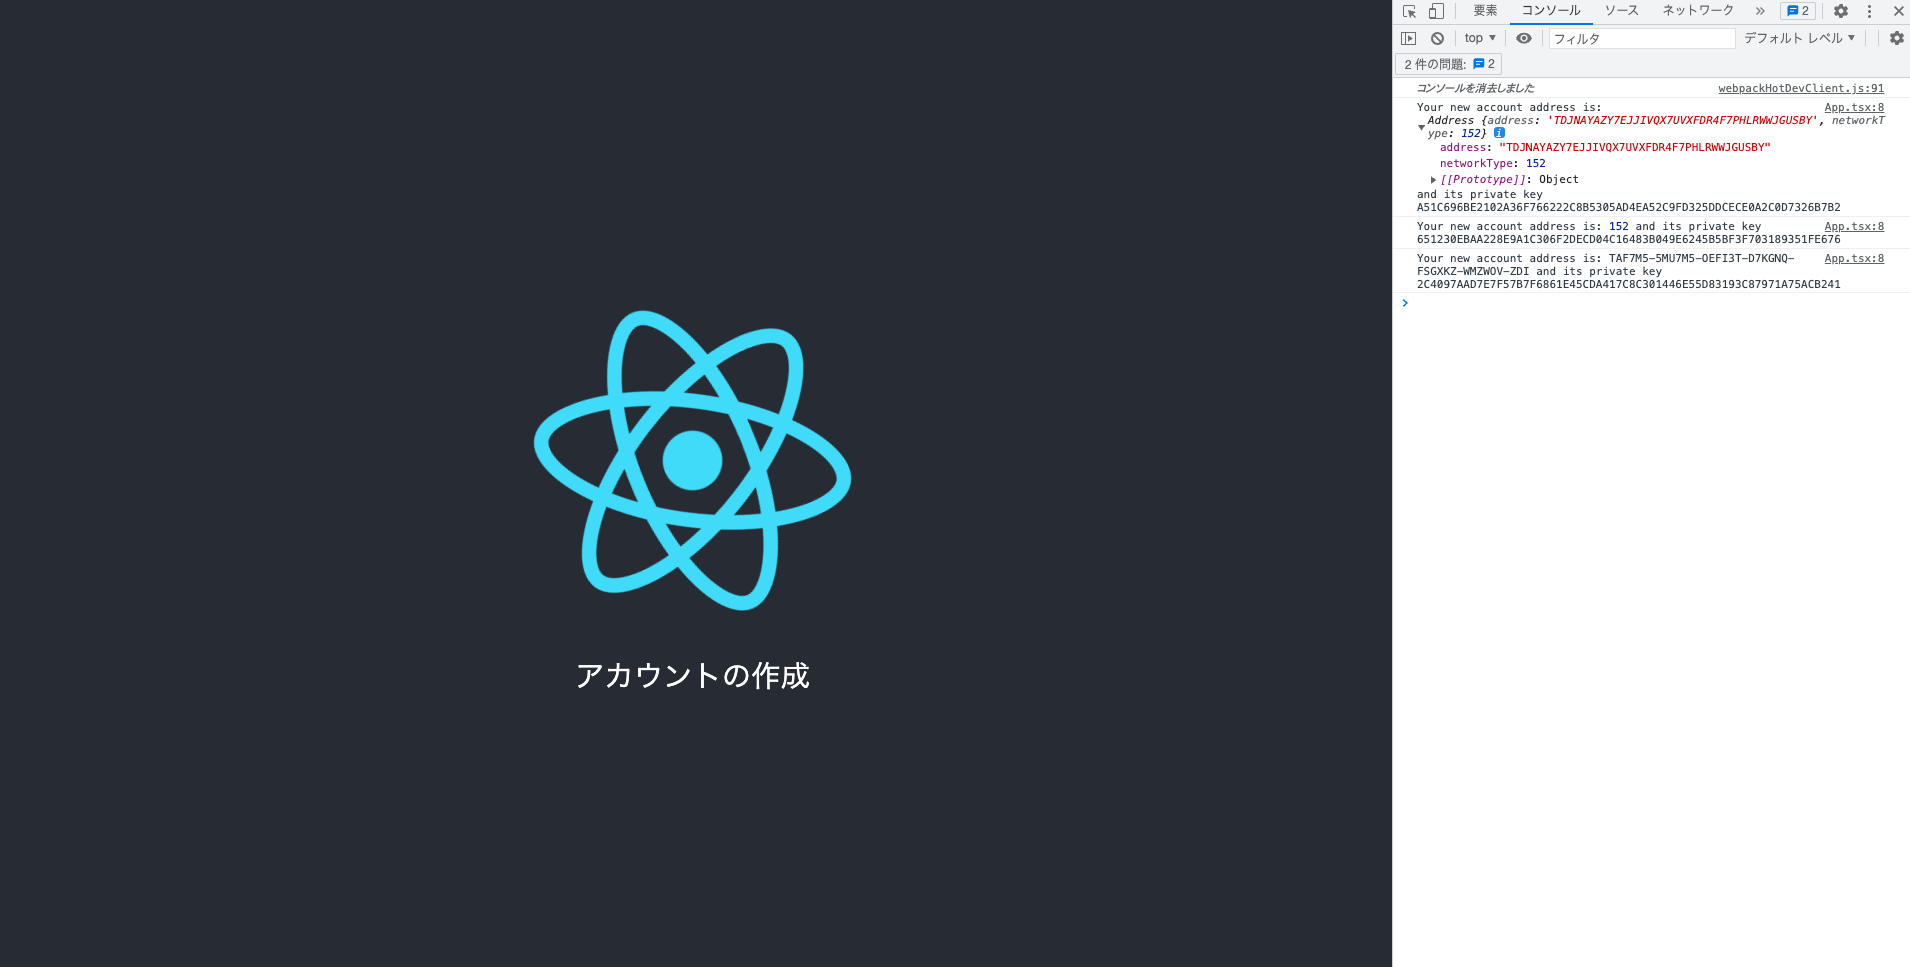 要素 コンソール ソース ネットワーク » 2
top フィルタ デフォルト レベル
2 件の問題: 2
コンソールを消去しました webpackHotDevClient.js:91
Your new account address is: App.tsx:8
Address {address: 'TDJNAYAZY7EJJIVQX7UVXFDR4F7PHLRWWJGUSBY', networkT
ype: 152} i
address: "TDJNAYAZY7EJJIVQX7UVXFDR4F7PHLRWWJGUSBY"
networkType: 152
[[Prototype]]: Object
and its private key
A51C696BE2102A36F766222C8B5305AD4EA52C9FD325DDCECE0A2C0D7326B7B2
Your new account address is: 152 and its private key App.tsx:8
651230EBAA228E9A1C306F2DECD04C16483B049E6245B5BF3F703189351FE676
Your new account address is: TAF7M5-5MU7M5-OEFI3T-D7KGNQ- App.tsx:8
FSGXKZ-WMZWOV-ZDI and its private key
2C4097AAD7E7F57B7F6861E45CDA417C8C301446E55D83193C87971A75ACB241
アカウントの作成